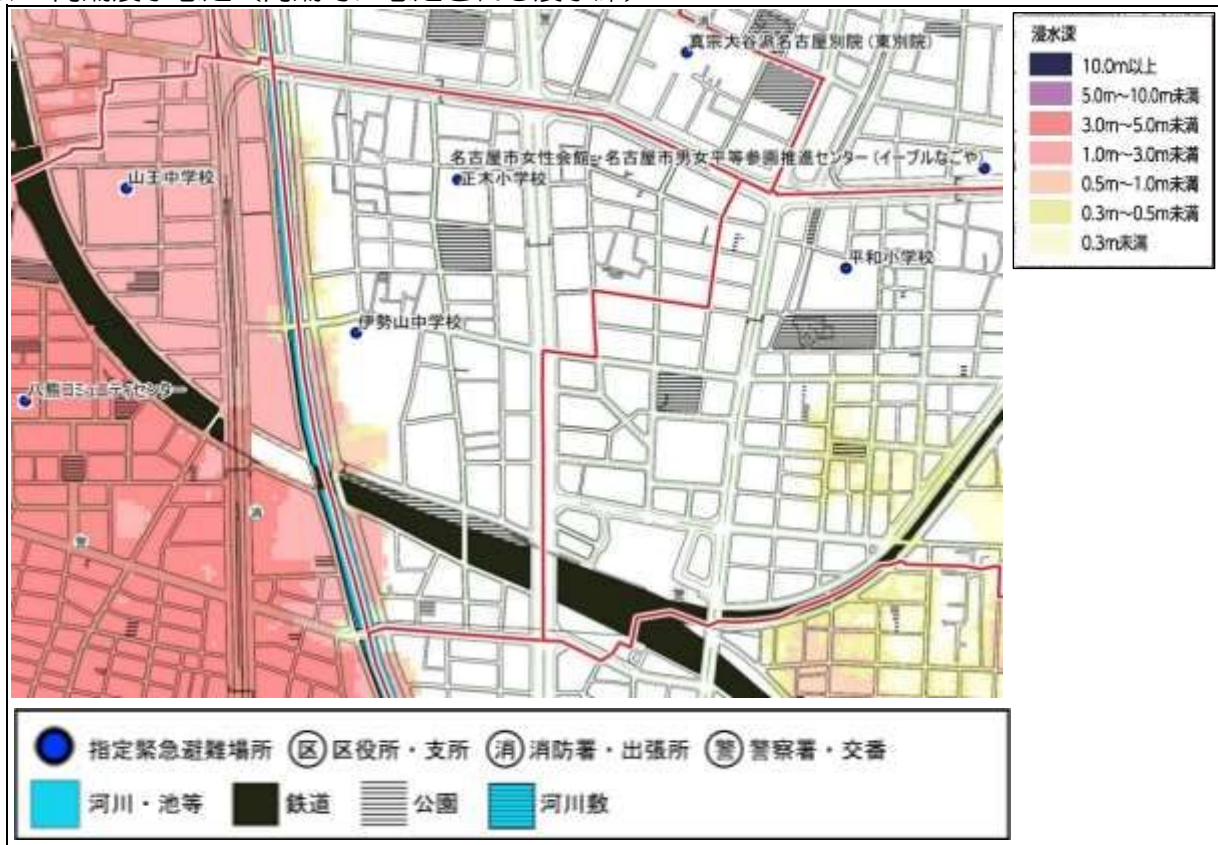 真宗大谷派名古屋別院(東別院)
名古屋市女性会館・名古屋市男女平等参画推進センター(イーブルなごや)
山王中学校
正木小学校
平和小学校
伊勢山中学校
八熊コミュニティセンター
消
警
浸水深
10.0m以上
5.0m～10.0m未満
3.0m～5.0m未満
1.0m～3.0m未満
0.5m～1.0m未満
0.3m～0.5m未満
0.3m未満
指定緊急避難場所 区 区役所・支所 消 消防署・出張所 警 警察署・交番
河川・池等 鉄道 公園 河川敷